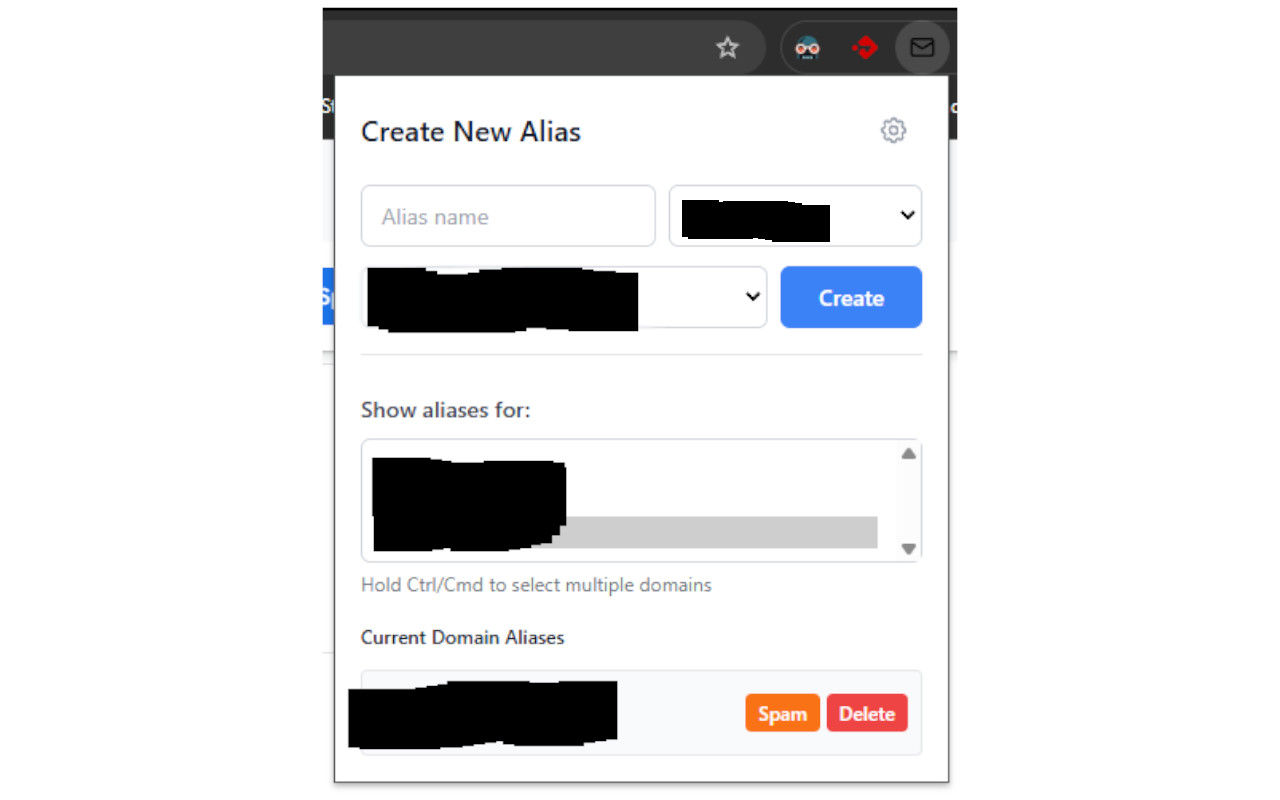 Create New Alias
Alias name
Create
Show aliases for:
Hold Ctrl/Cmd to select multiple domains
Current Domain Aliases
Spam Delete